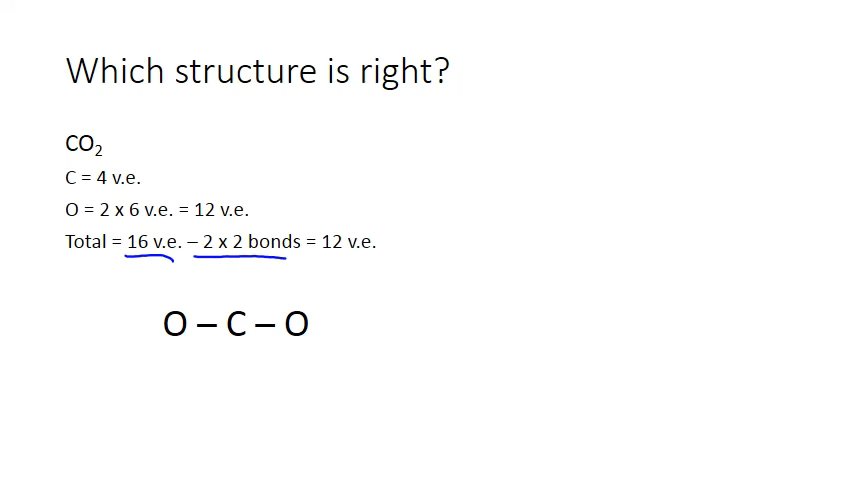 Which structure is right?
CO₂
C = 4 v.e.
O = 2 x 6 v.e. = 12 v.e.
Total = 16 v.e. – 2 x 2 bonds = 12 v.e.
O – C – O